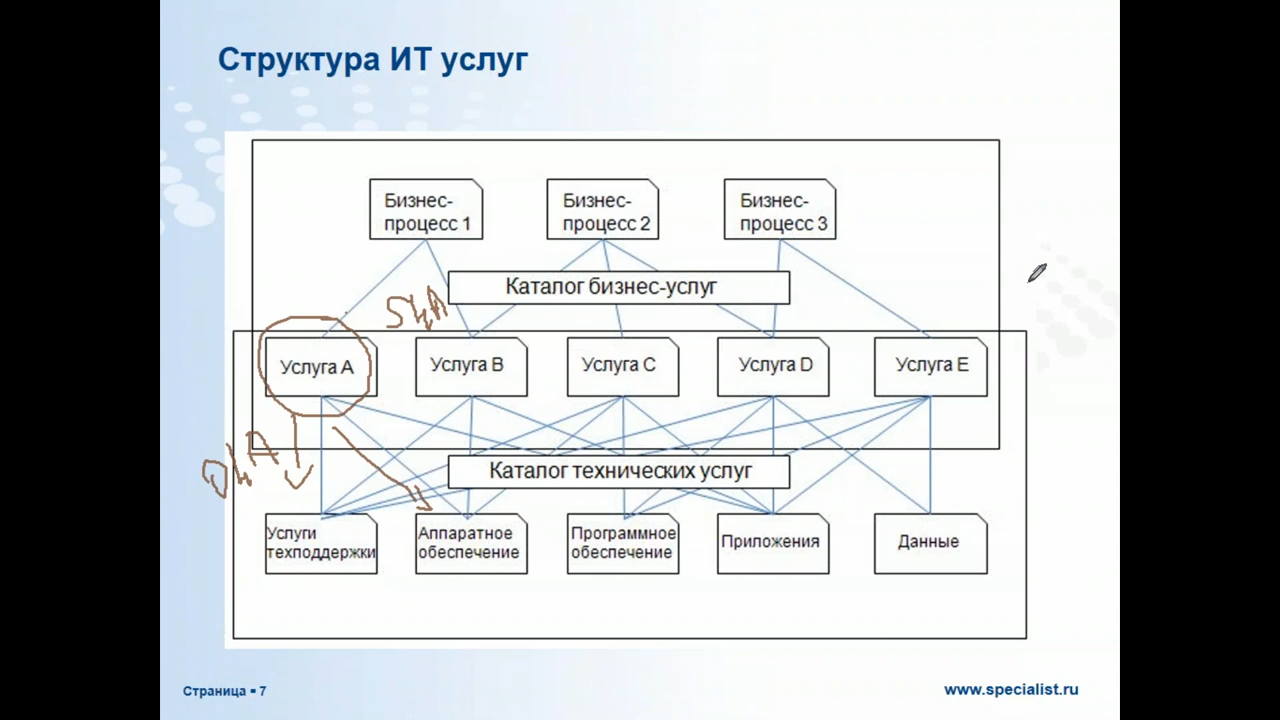 Структура ИТ услуг
Бизнес-
процесс 1
Бизнес-
процесс 2
Бизнес-
процесс 3
Каталог бизнес-услуг
SLA
Услуга A
Услуга B
Услуга C
Услуга D
Услуга E
OLA
Каталог технических услуг
Услуги
техподдержки
Аппаратное
обеспечение
Программное
обеспечение
Приложения
Данные
Страница ▪ 7
www.specialist.ru